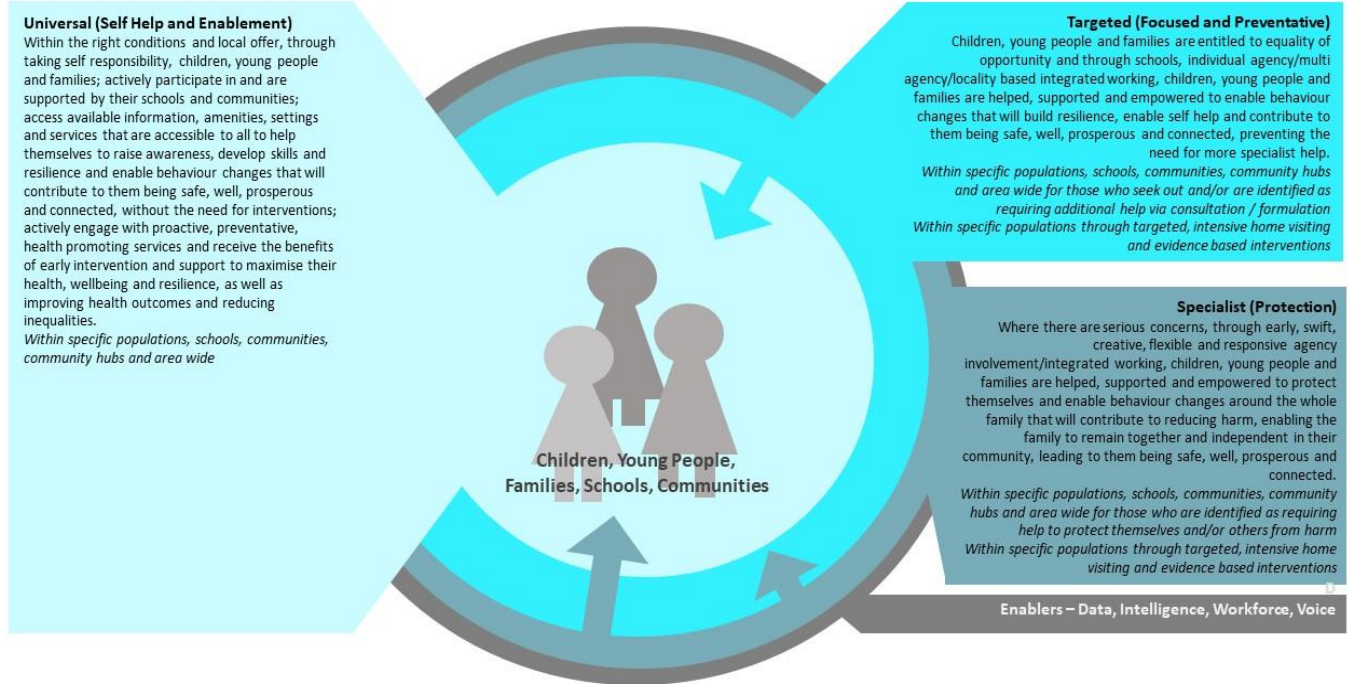 Universal (Self Help and Enablement)
Within the right conditions and local offer, through
taking self responsibility, children, young people
and families; actively participate in and are
supported by their schools and communities;
access available information, amenities, settings
and services that are accessible to all to help
themselves to raise awareness, develop skills and
resilience and enable behaviour changes that will
contribute to them being safe, well, prosperous
and connected, without the need for interventions;
actively engage with proactive, preventative,
health promoting services and receive the benefits
of early intervention and support to maximise their
health, wellbeing and resilience, as well as
improving health outcomes and reducing
inequalities.
Within specific populations, schools, communities,
community hubs and area wide
Targeted (Focused and Preventative)
Children, young people and families are entitled to equality of
opportunity and through schools, individual agency/multi
agency/locality based integrated working, children, young people and
families are helped, supported and empowered to enable behaviour
changes that will build resilience, enable self help and contribute to
them being safe, well, prosperous and connected, preventing the
need for more specialist help.
Within specific populations, schools, communities, community hubs
and area wide for those who seek out and/or are identified as
requiring additional help via consultation / formulation
Within specific populations through targeted, intensive home visiting
and evidence based interventions
Specialist (Protection)
Where there are serious concerns, through early, swift,
creative, flexible and responsive agency
involvement/integrated working, children, young people and
families are helped, supported and empowered to protect
themselves and enable behaviour changes around the whole
family that will contribute to reducing harm, enabling the
family to remain together and independent in their
community, leading to them being safe, well, prosperous and
connected.
Within specific populations, schools, communities, community
hubs and area wide for those who are identified as requiring
help to protect themselves and/or others from harm
Within specific populations through targeted, intensive home
visiting and evidence based interventions
D
Enablers – Data, Intelligence, Workforce, Voice
Children, Young People,
Families, Schools, Communities